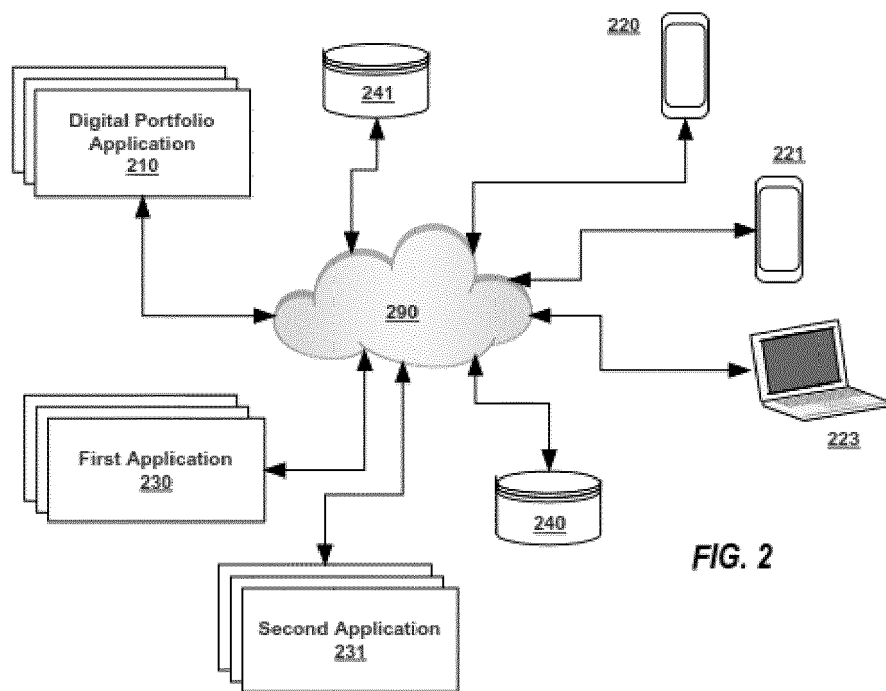 220
241
Digital Portfolio
Application
210
221
290
First Application
230
223
240
FIG. 2
Second Application
231